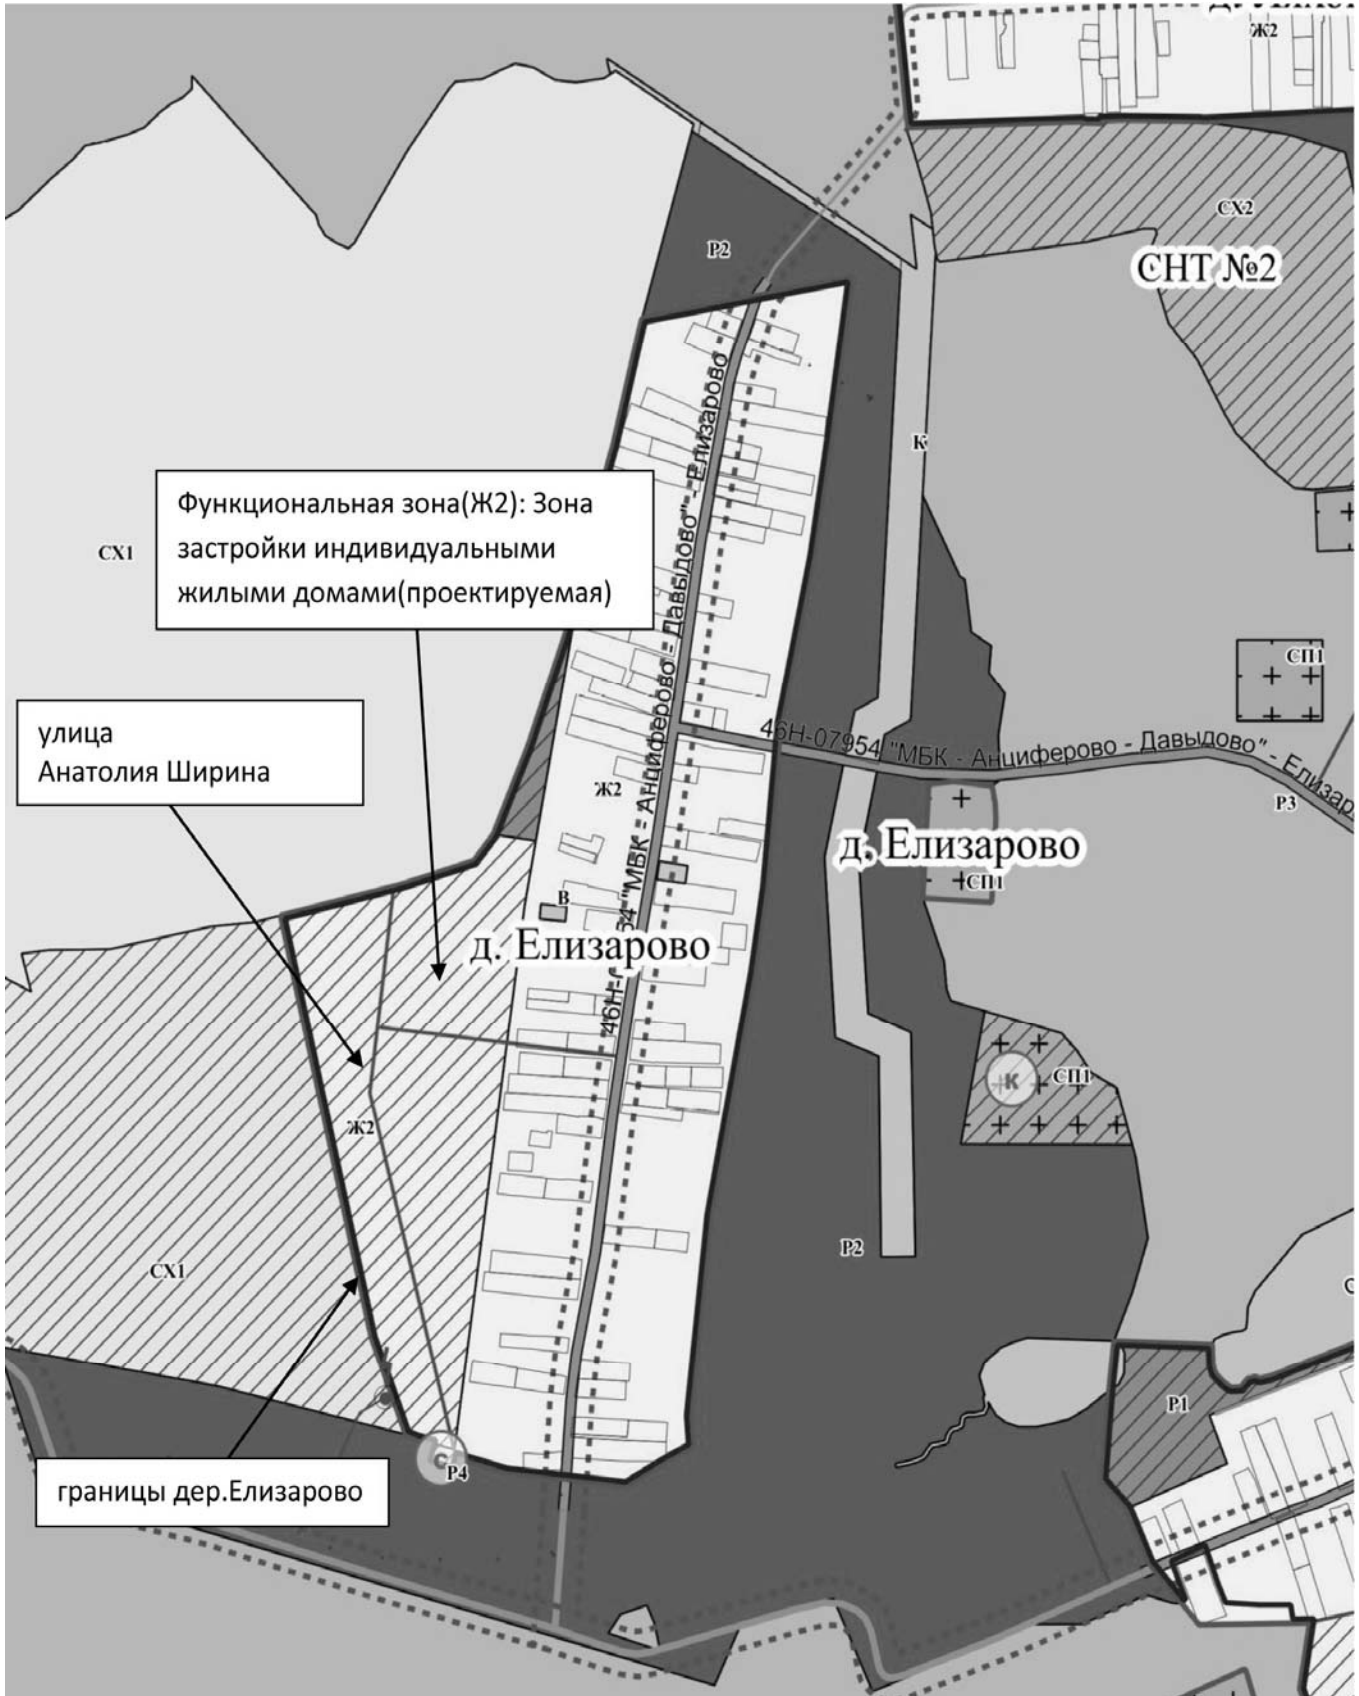 Ж2
СХ2
СНТ №2
Р2
К
Функциональная зона(Ж2): Зона
застройки индивидуальными
жилыми домами(проектируемая)
СХ1
СП1
улица
Анатолия Ширина
46Н-07954 "МБК - Анциферово - Давыдово" - Елизар
Р3
Ж2
"МБК - Анциферово - Давыдово" - Елизарово
д. Елизарово
СП1
В
д. Елизарово
К
СП1
Ж2
Р2
СХ1
Р1
С
Р4
границы дер.Елизарово